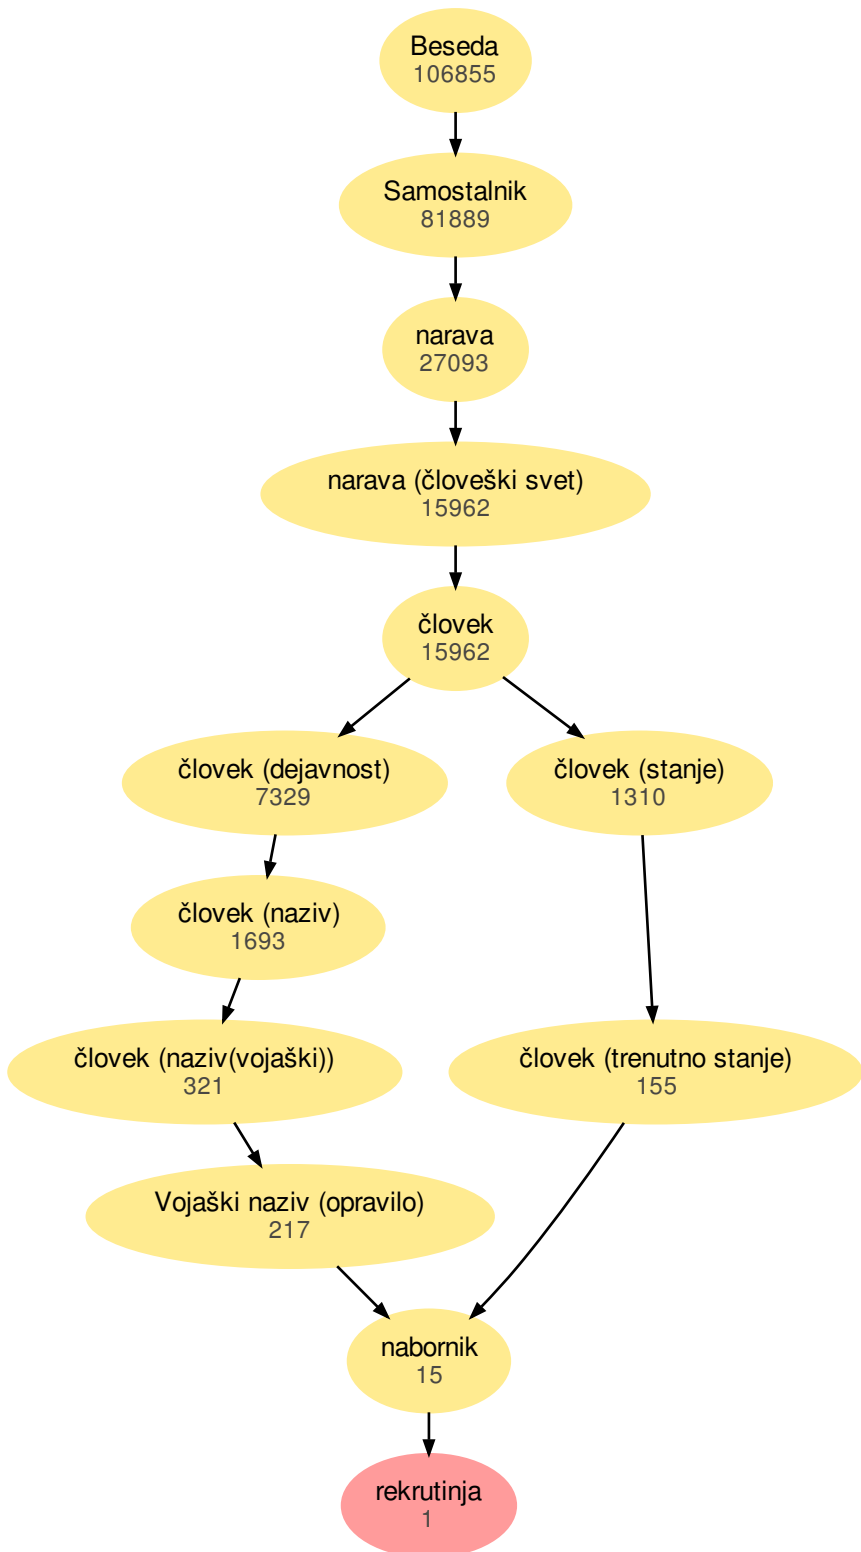 Beseda
106855
Samostalnik
81889
narava
27093
narava (človeški svet)
15962
človek
15962
človek (dejavnost)
7329
človek (stanje)
1310
človek (naziv)
1693
človek (naziv(vojaški))
321
človek (trenutno stanje)
155
Vojaški naziv (opravilo)
217
nabornik
15
rekrutinja
1